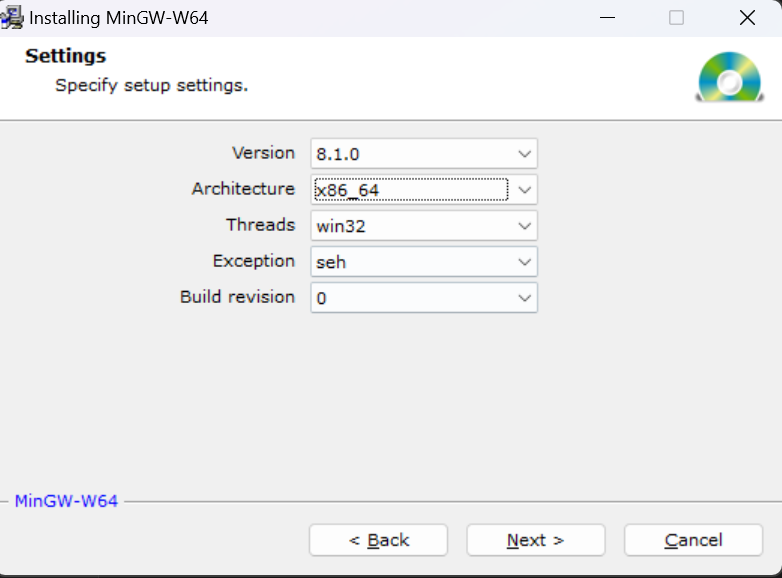 Installing MinGW-W64
Settings
Specify setup settings.
Version 8.1.0
Architecture x86_64
Threads win32
Exception seh
Build revision 0
MinGW-W64
< Back Next > Cancel